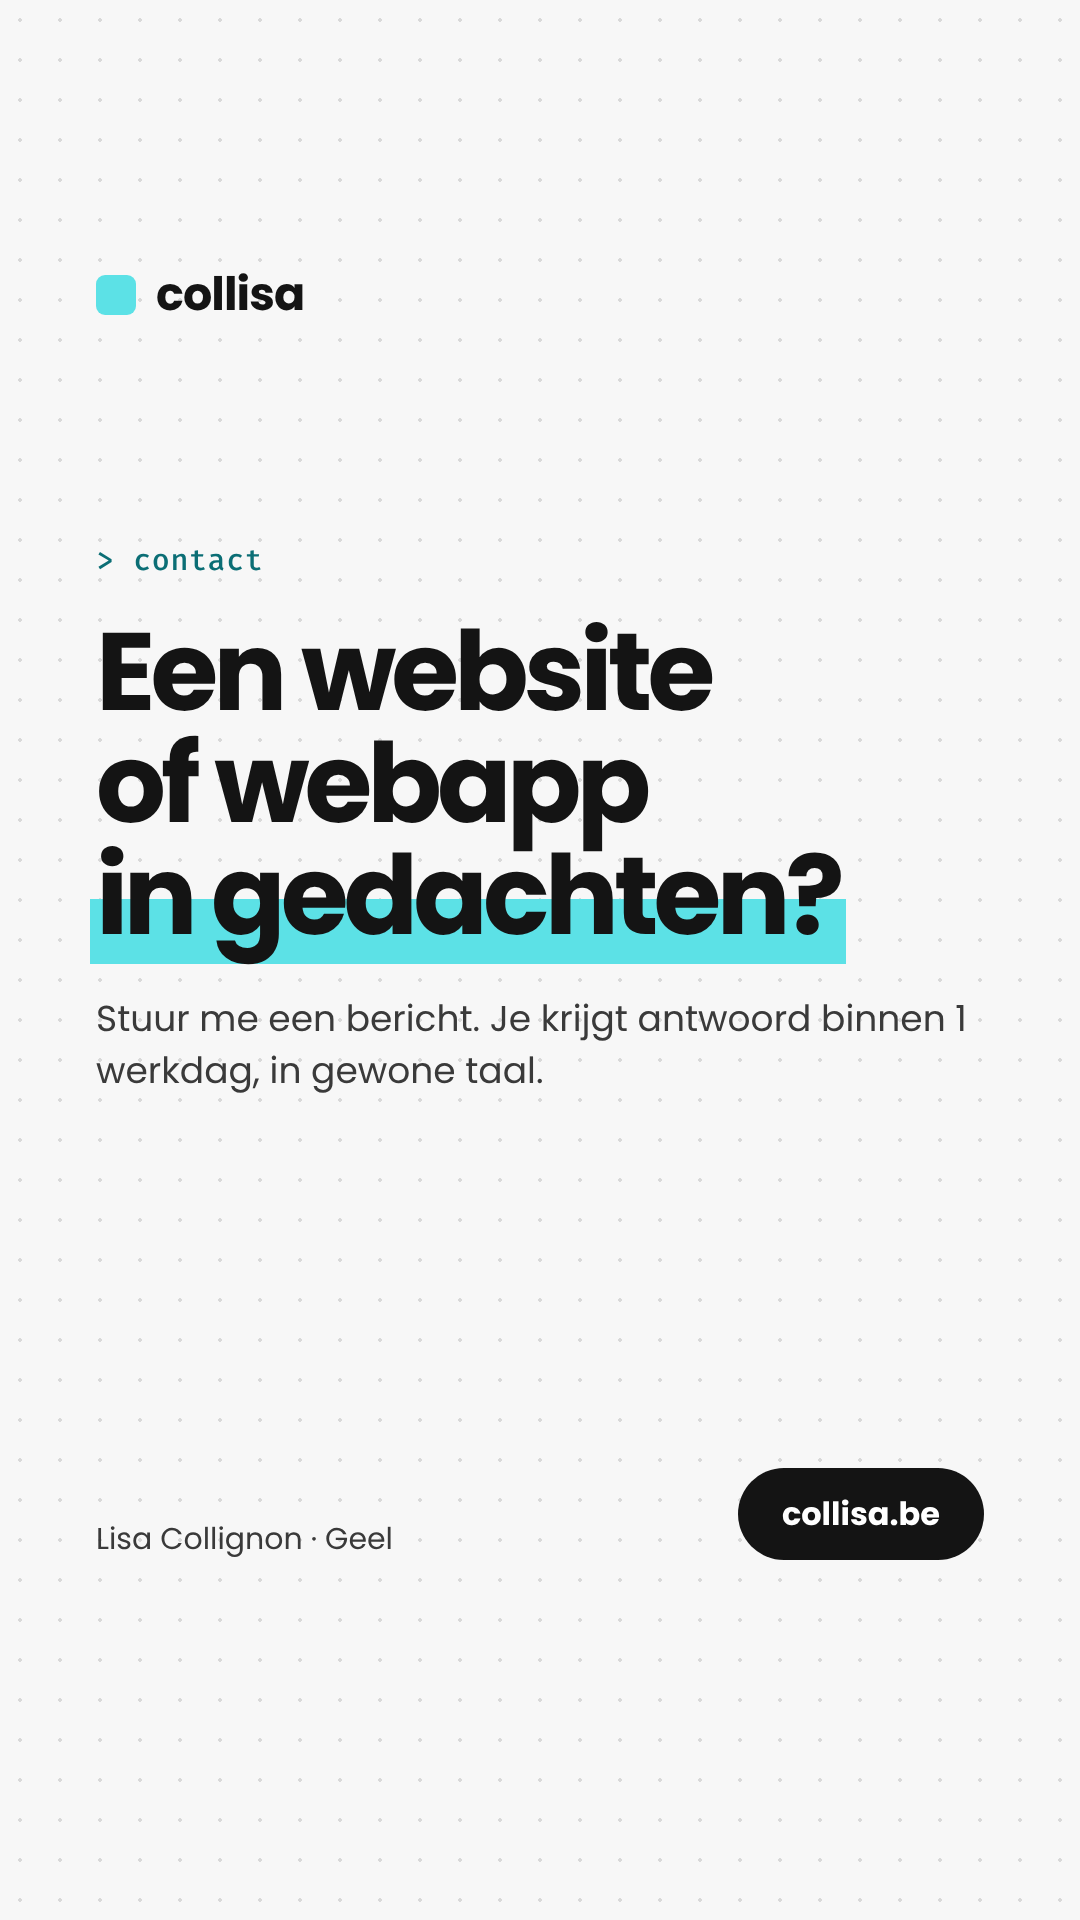 collisa
> contact
Een website
of webapp
in gedachten?
Stuur me een bericht. Je krijgt antwoord binnen 1
werkdag, in gewone taal.
Lisa Collignon · Geel
collisa.be